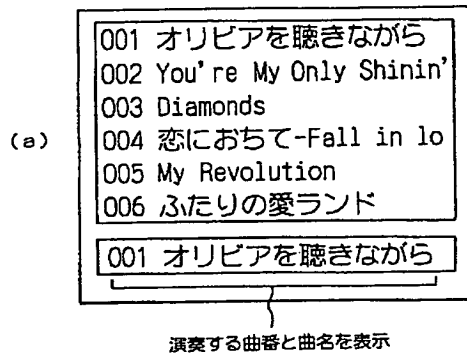 001 オリビアを聴きながら
002 You're My Only Shinin'
003 Diamonds
(a)
004 恋におちて-Fall in lo
005 My Revolution
006 ふたりの愛ランド
001 オリビアを聴きながら
演奏する曲番と曲名を表示